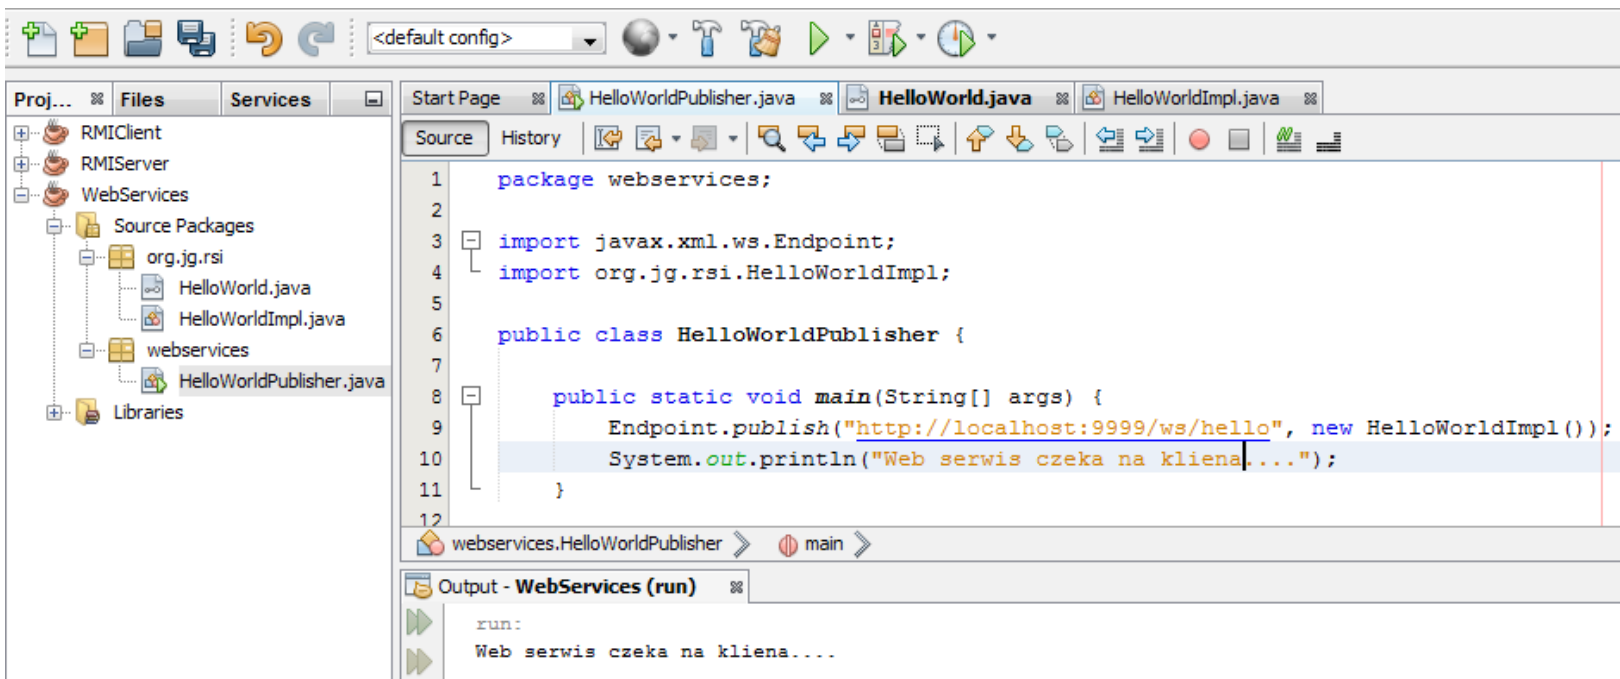 <default config>
Proj... Files Services
Start Page HelloWorldPublisher.java HelloWorld.java HelloWorldImpl.java
RMIClient
RMIServer
WebServices
Source Packages
org.jg.rsi
HelloWorld.java
HelloWorldImpl.java
webservices
HelloWorldPublisher.java
Libraries
Source History
1 package webservices;
2
3 import javax.xml.ws.Endpoint;
4 import org.jg.rsi.HelloWorldImpl;
5
6 public class HelloWorldPublisher {
7
8 public static void main(String[] args) {
9 Endpoint.publish("http://localhost:9999/ws/hello", new HelloWorldImpl());
10 System.out.println("Web serwis czeka na kliena....");
11 }
12
webservices.HelloWorldPublisher main
Output - WebServices (run)
run:
Web serwis czeka na kliena....